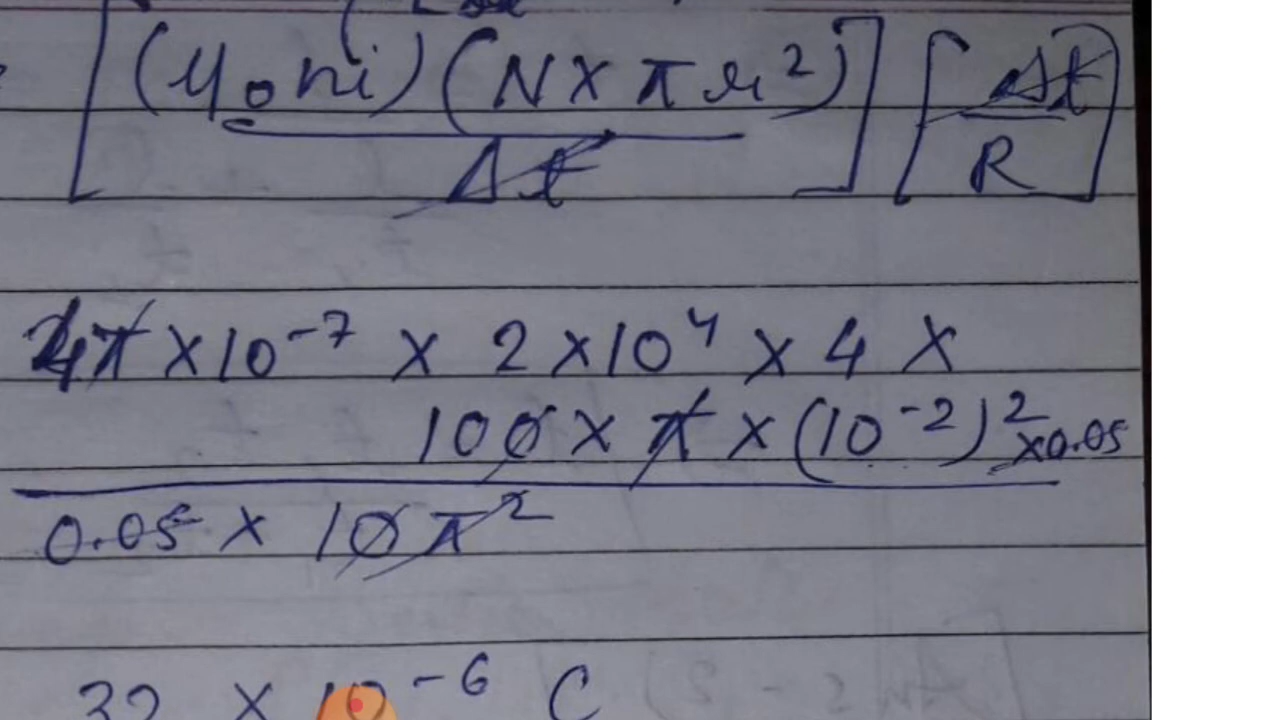 [(μ₀ni)(N×πr²)/Δt][Δt/R]
4π×10⁻⁷ × 2×10⁴ × 4 ×
100 × π × (10⁻²)² ×0.05
0.05 × 10π²
32 × 10⁻⁶ C